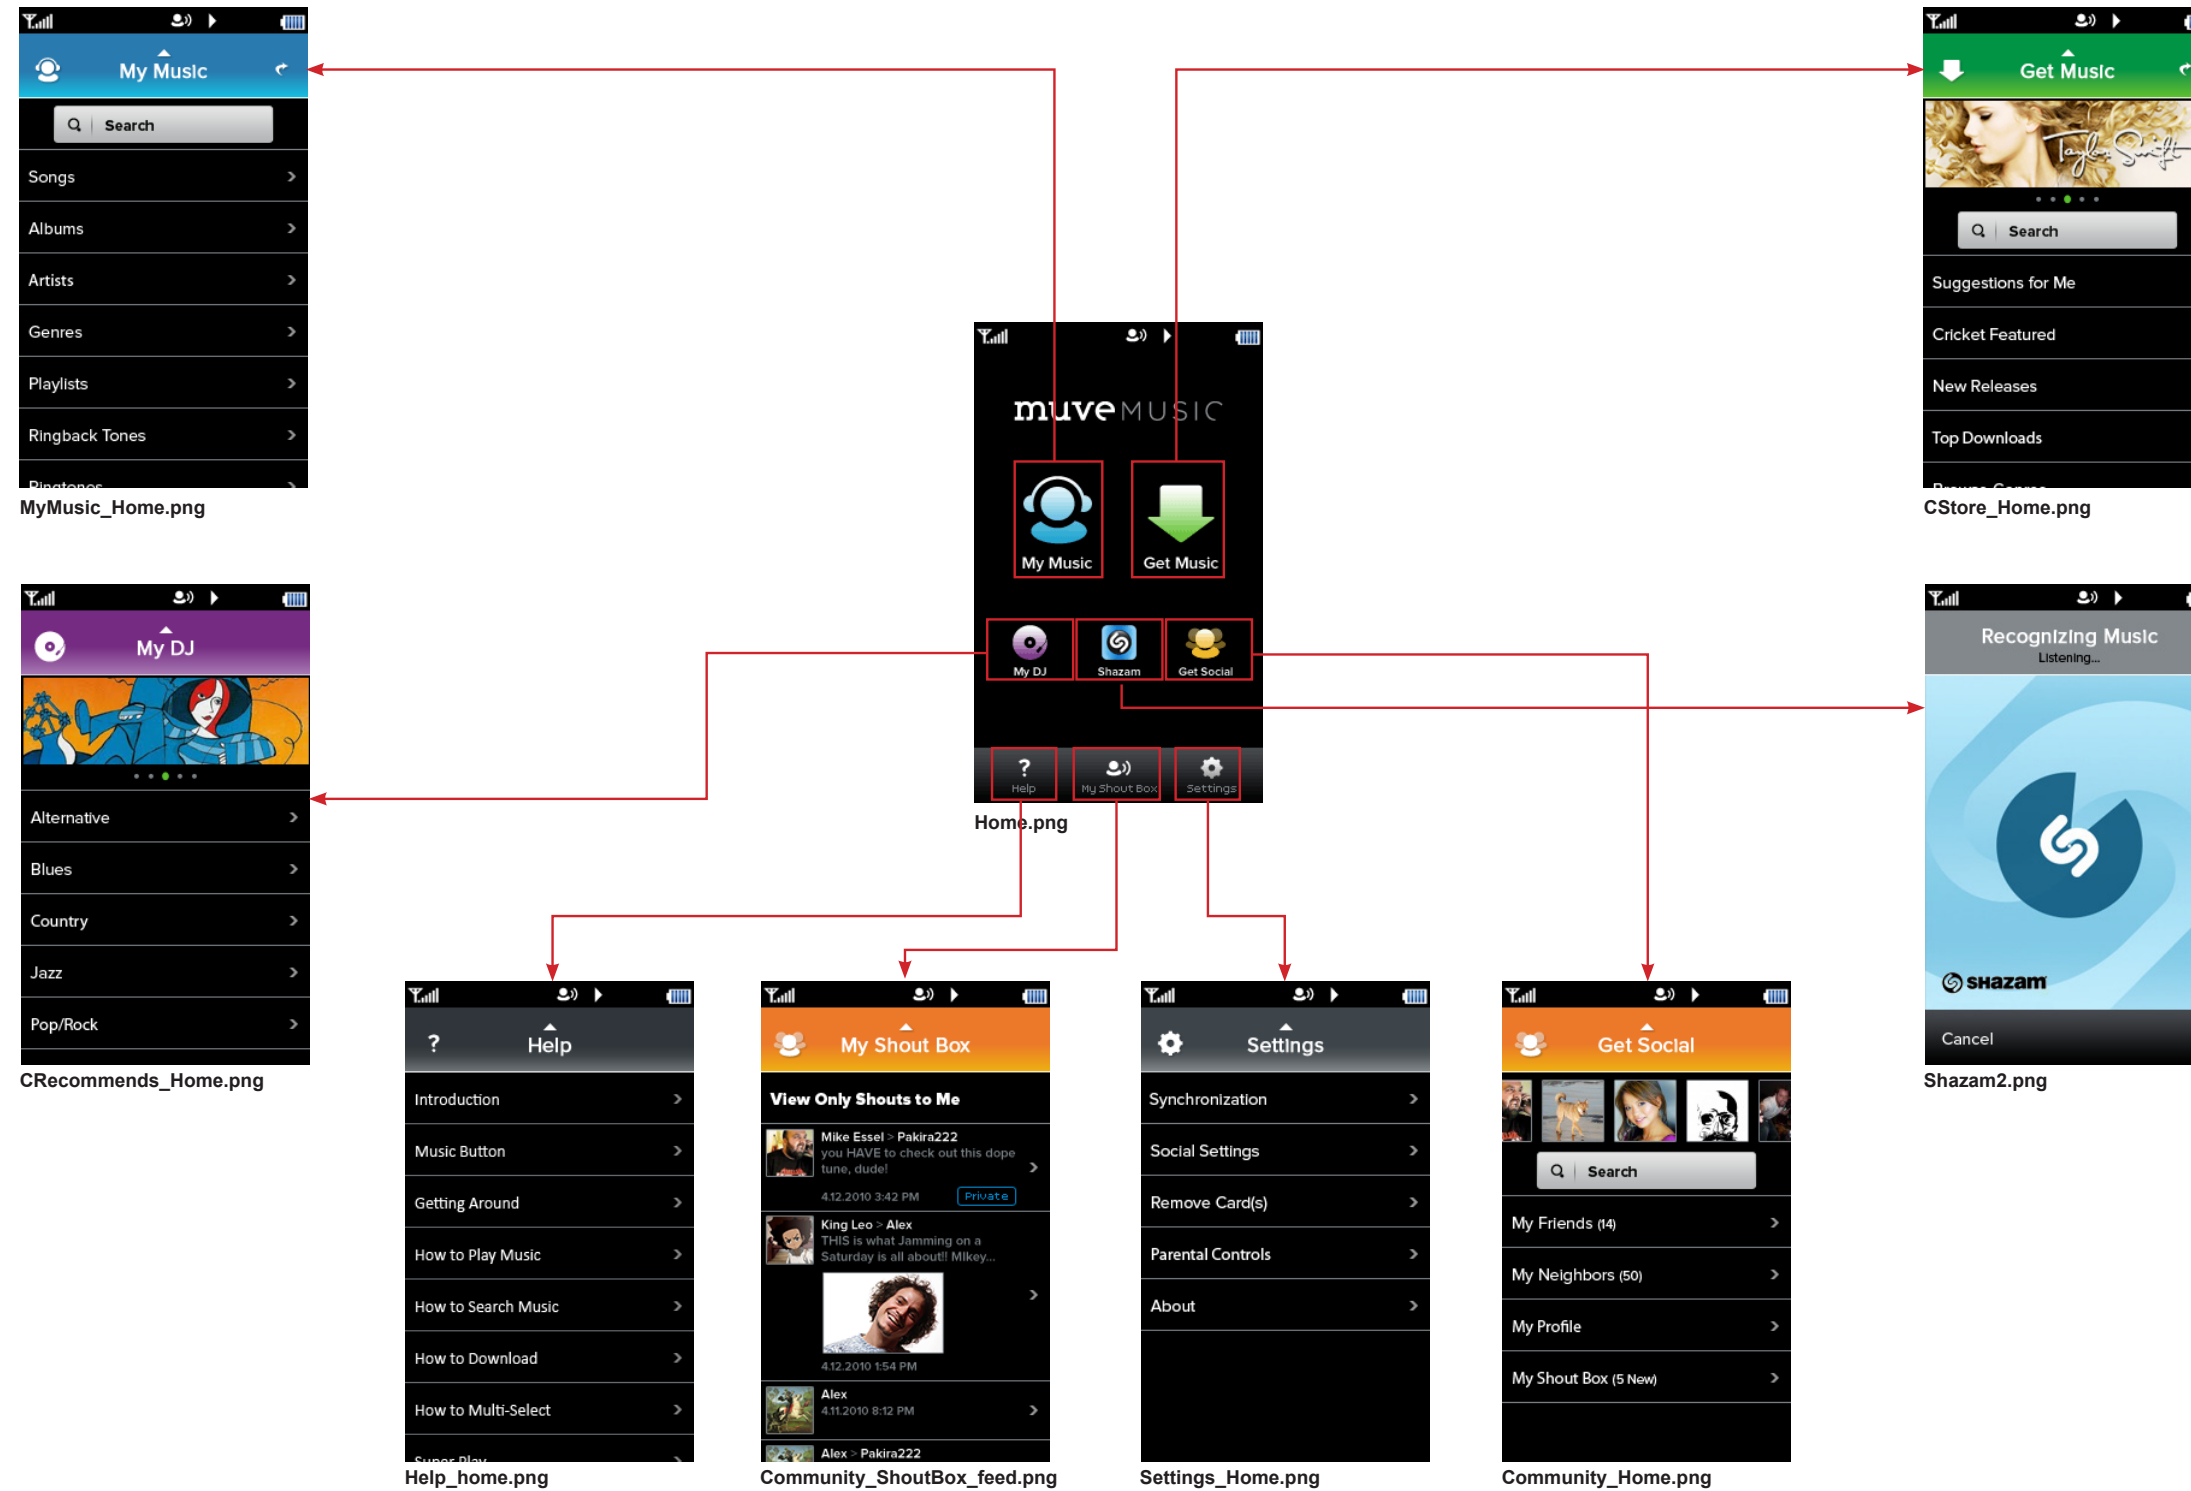 My Music
Search
Songs
Albums
Artists
Genres
Playlists
Ringback Tones
Ringtones
MyMusic_Home.png
Get Music
Taylor Swift
Search
Suggestions for Me
Cricket Featured
New Releases
Top Downloads
Browse Genres
CStore_Home.png
muveMUSIC
My Music
Get Music
My DJ
Shazam
Get Social
?
Help
My Shout Box
Settings
Home.png
My DJ
Alternative
Blues
Country
Jazz
Pop/Rock
CRecommends_Home.png
Recognizing Music
Listening...
SHAZAM
Cancel
Shazam2.png
?
Help
Introduction
Music Button
Getting Around
How to Play Music
How to Search Music
How to Download
How to Multi-Select
Super Play
Help_home.png
My Shout Box
View Only Shouts to Me
Mike Essel > Pakira222
you HAVE to check out this dope
tune, dude!
4.12.2010 3:42 PM
Private
King Leo > Alex
THIS is what Jamming on a
Saturday is all about!! MIkey...
4.12.2010 1:54 PM
Alex
4.11.2010 8:12 PM
Alex > Pakira222
Community_ShoutBox_feed.png
Settings
Synchronization
Social Settings
Remove Card(s)
Parental Controls
About
Settings_Home.png
Get Social
Search
My Friends (14)
My Neighbors (50)
My Profile
My Shout Box (5 New)
Community_Home.png